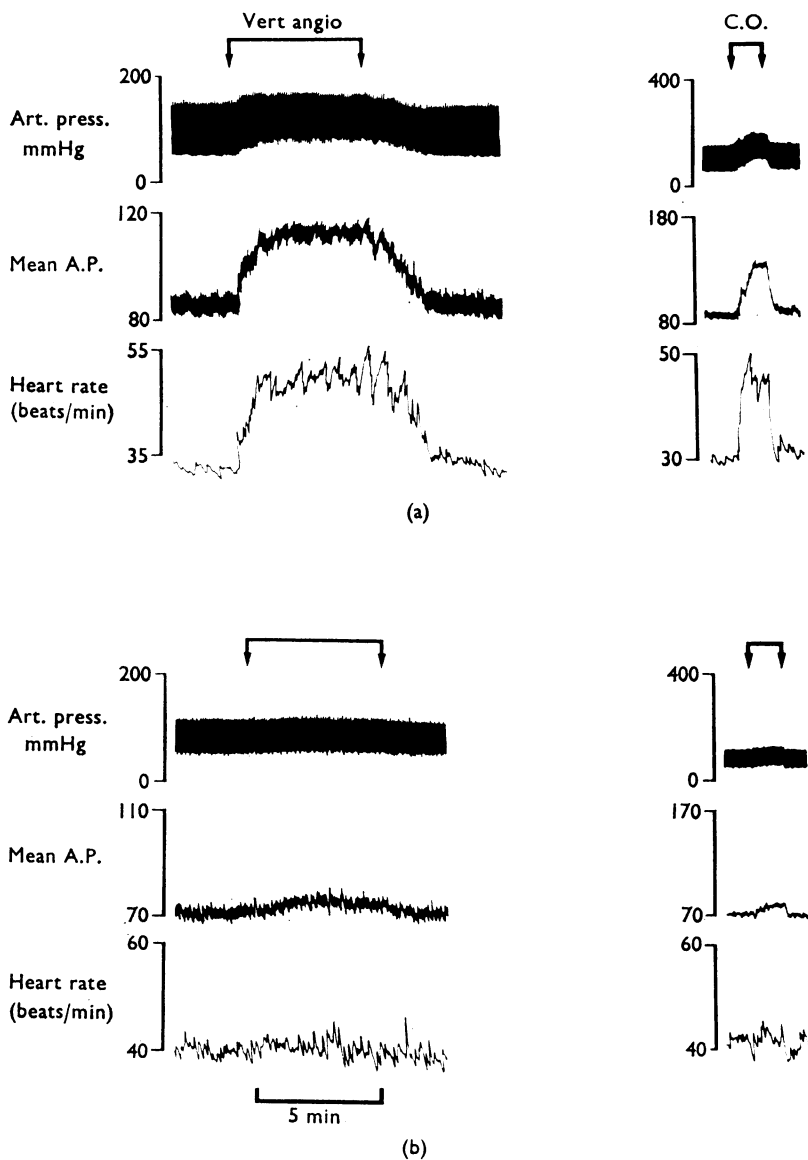 Vert angio
C.O.
200
Art. press.
mmHg
0
400
0
120
Mean A.P.
80
180
80
55
Heart rate
(beats/min)
35
50
30
(a)
200
Art. press.
mmHg
0
400
0
110
Mean A.P.
70
170
70
60
Heart rate
(beats/min)
40
60
40
5 min
(b)